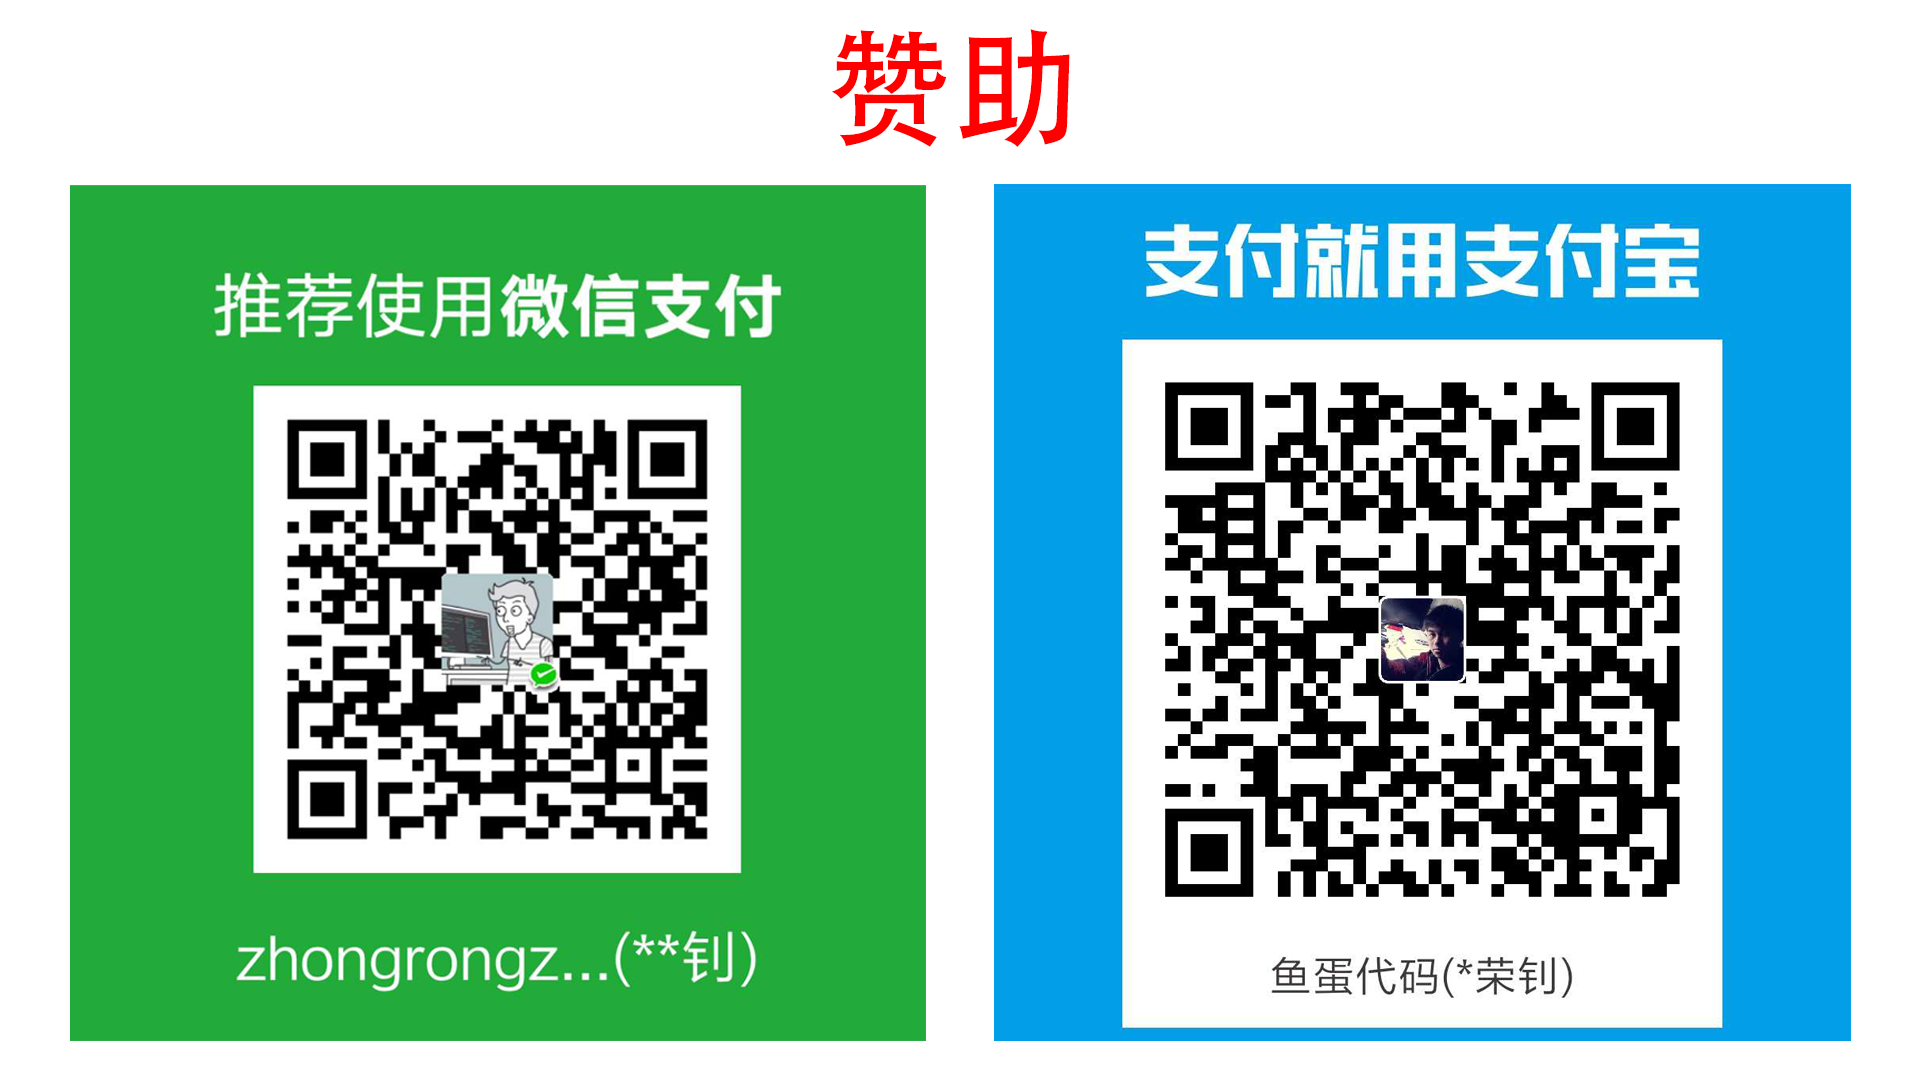 赞助
推荐使用微信支付
zhongrongz...(**钊)
支付就用支付宝
鱼蛋代码(*荣钊)